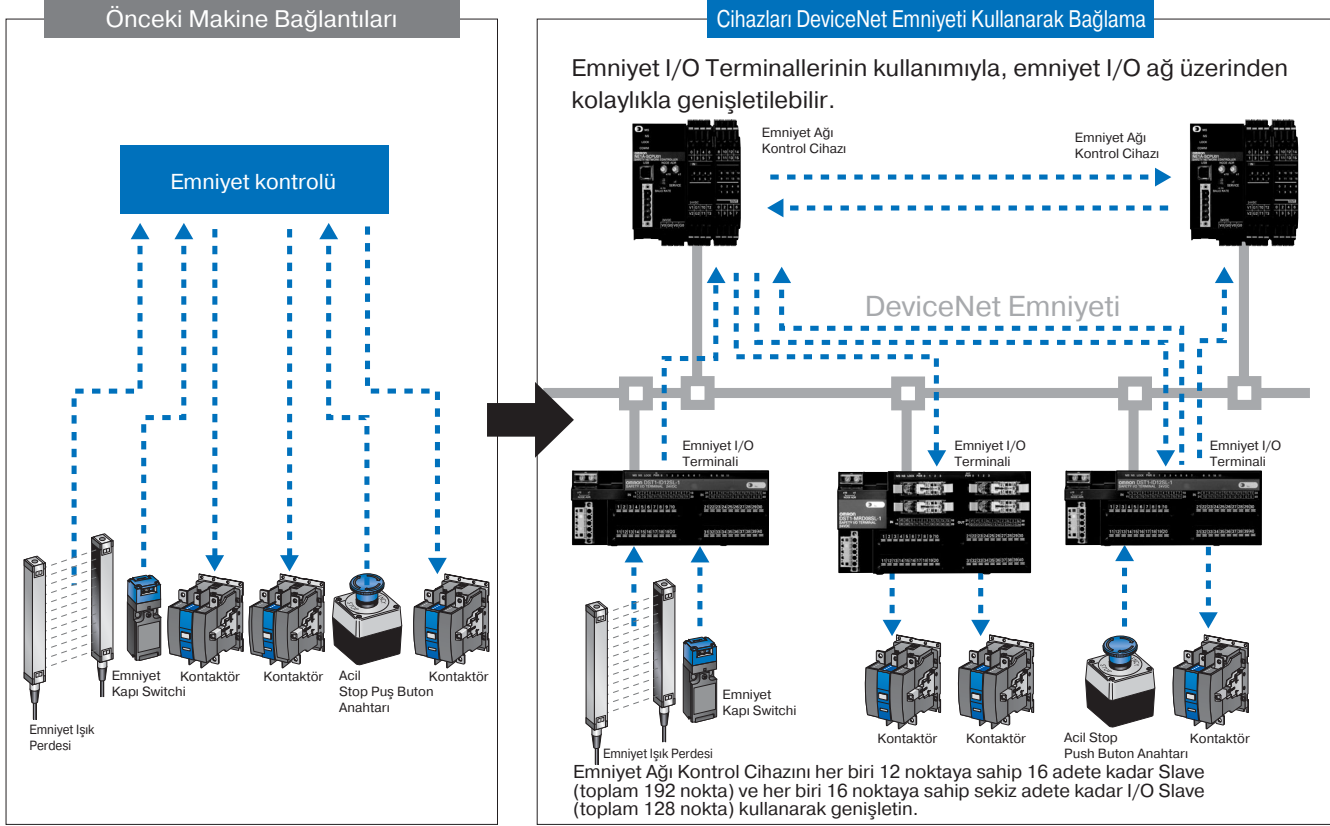 Önceki Makine Bağlantıları
Emniyet kontrolü
Emniyet Işık
Perdesi
Emniyet
Kapı Switchi
Kontaktör
Kontaktör
Acil
Stop Puş Buton
Anahtarı
Kontaktör
Cihazları DeviceNet Emniyeti Kullanarak Bağlama
Emniyet I/O Terminallerinin kullanımıyla, emniyet I/O ağ üzerinden
kolaylıkla genişletilebilir.
Emniyet Ağı
Kontrol Cihazı
Emniyet Ağı
Kontrol Cihazı
DeviceNet Emniyeti
Emniyet I/O
Terminali
Emniyet I/O
Terminali
Emniyet I/O
Terminali
Emniyet Işık Perdesi
Emniyet
Kapı Switchi
Kontaktör
Kontaktör
Acil Stop
Push Buton Anahtarı
Kontaktör
Emniyet Ağı Kontrol Cihazını her biri 12 noktaya sahip 16 adete kadar Slave
(toplam 192 nokta) ve her biri 16 noktaya sahip sekiz adete kadar I/O Slave
(toplam 128 nokta) kullanarak genişletin.